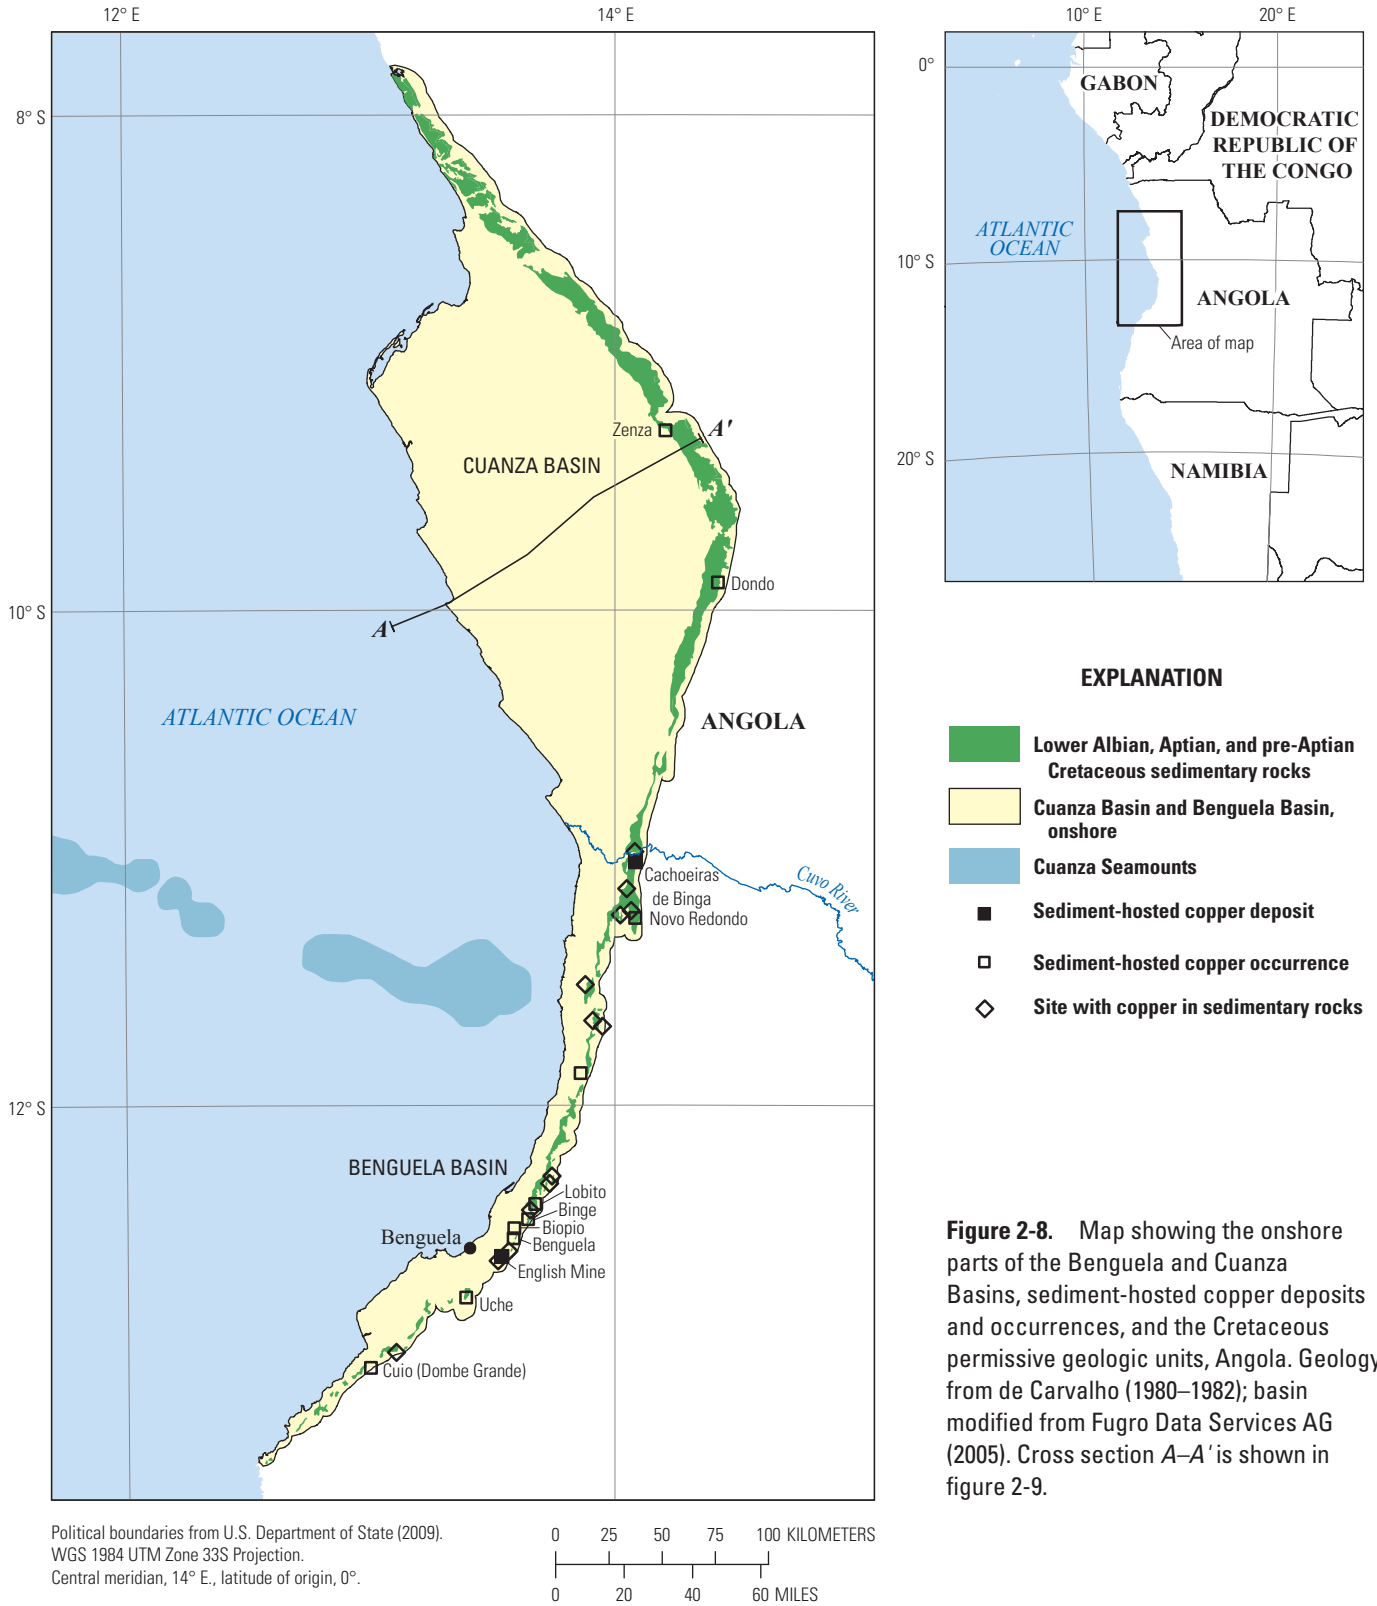 12° E
14° E
8° S
10° S
12° S
Zenza
A'
CUANZA BASIN
Dondo
A
ATLANTIC OCEAN
ANGOLA
Cachoeiras
de Binga
Novo Redondo
Cuvo River
BENGUELA BASIN
Lobito
Binge
Biopio
Benguela
Benguela
English Mine
Uche
Cuio (Dombe Grande)
Political boundaries from U.S. Department of State (2009).
WGS 1984 UTM Zone 33S Projection.
Central meridian, 14° E., latitude of origin, 0°.
0 25 50 75 100 KILOMETERS
0 20 40 60 MILES
10° E
20° E
0°
10° S
20° S
GABON
DEMOCRATIC
REPUBLIC OF
THE CONGO
ATLANTIC
OCEAN
ANGOLA
Area of map
NAMIBIA
EXPLANATION
Lower Albian, Aptian, and pre-Aptian
Cretaceous sedimentary rocks
Cuanza Basin and Benguela Basin,
onshore
Cuanza Seamounts
Sediment-hosted copper deposit
Sediment-hosted copper occurrence
Site with copper in sedimentary rocks
Figure 2-8. Map showing the onshore
parts of the Benguela and Cuanza
Basins, sediment-hosted copper deposits
and occurrences, and the Cretaceous
permissive geologic units, Angola. Geology
from de Carvalho (1980–1982); basin
modified from Fugro Data Services AG
(2005). Cross section A–A' is shown in
figure 2-9.